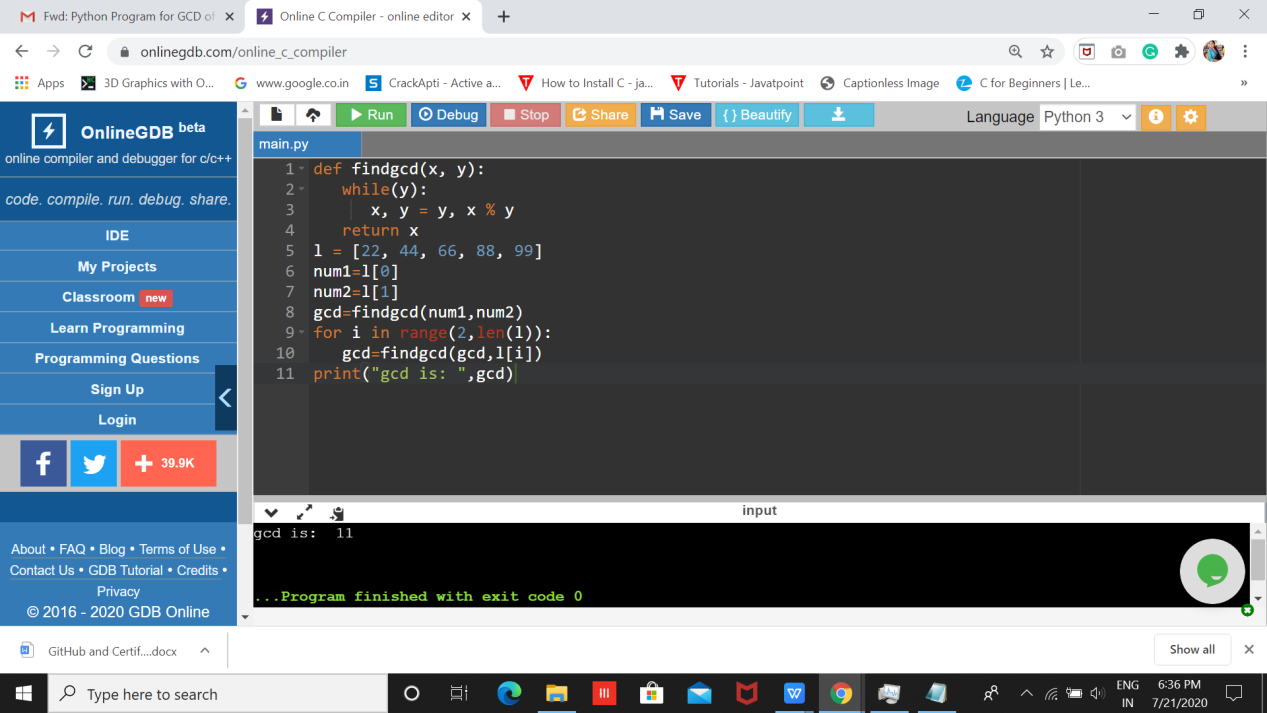 Fwd: Python Program for GCD of
Online C Compiler - online editor
onlinegdb.com/online_c_compiler
Apps 3D Graphics with O... www.google.co.in CrackApti - Active a... How to Install C - ja... Tutorials - Javatpoint Captionless Image C for Beginners | Le... »
OnlineGDB beta
online compiler and debugger for c/c++
code. compile. run. debug. share.
IDE
My Projects
Classroom new
Learn Programming
Programming Questions
Sign Up
Login
39.9K
About • FAQ • Blog • Terms of Use •
Contact Us • GDB Tutorial • Credits •
Privacy
© 2016 - 2020 GDB Online
Run Debug Stop Share Save { } Beautify
Language Python 3
main.py
1 def findgcd(x, y):
2 while(y):
3 x, y = y, x % y
4 return x
5 l = [22, 44, 66, 88, 99]
6 num1=l[0]
7 num2=l[1]
8 gcd=findgcd(num1,num2)
9 for i in range(2,len(l)):
10 gcd=findgcd(gcd,l[i])
11 print("gcd is: ",gcd)
input
gcd is:  11
...Program finished with exit code 0
GitHub and Certif....docx
Show all
Type here to search
ENG
IN
6:36 PM
7/21/2020